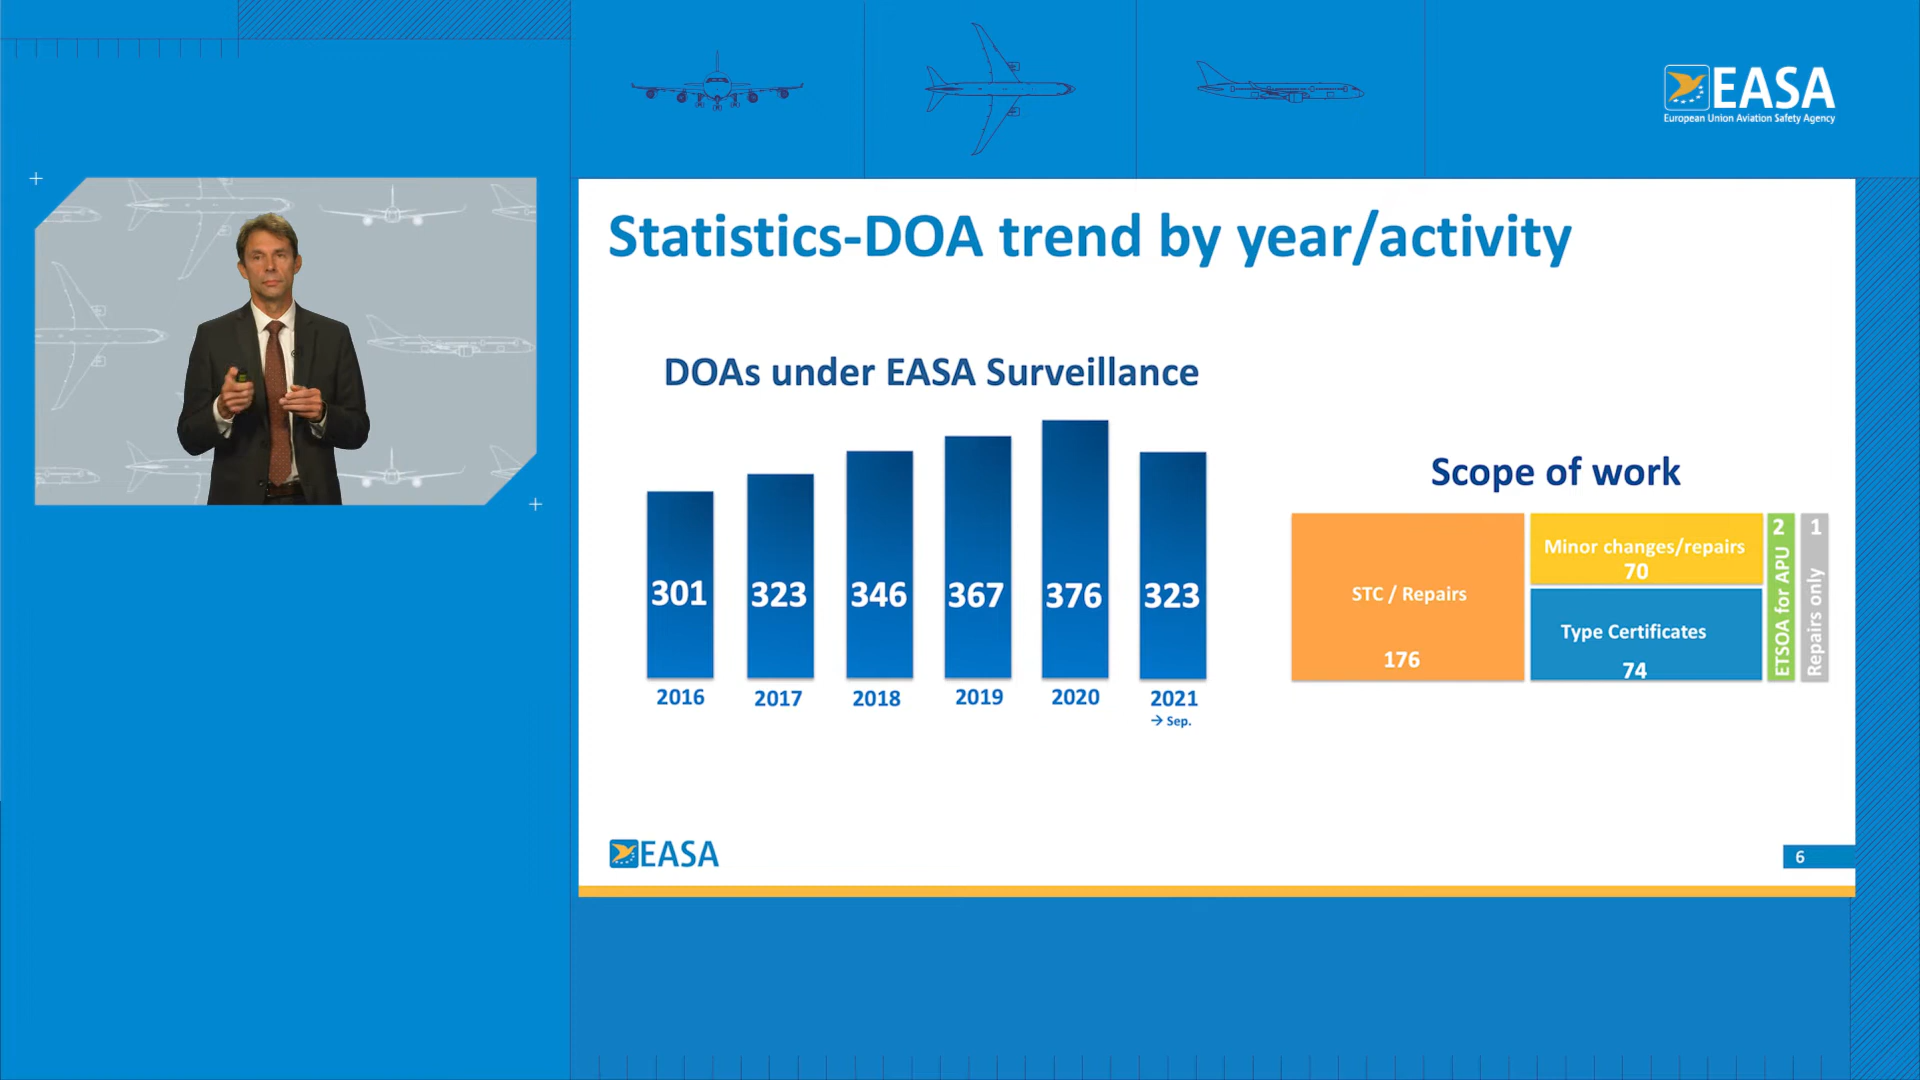 EASA
European Union Aviation Safety Agency
Statistics-DOA trend by year/activity
DOAs under EASA Surveillance
301
323
346
367
376
323
2016
2017
2018
2019
2020
2021
→ Sep.
Scope of work
STC / Repairs
176
Minor changes/repairs
70
Type Certificates
74
ETSOA for APU 2
Repairs only 1
EASA
6